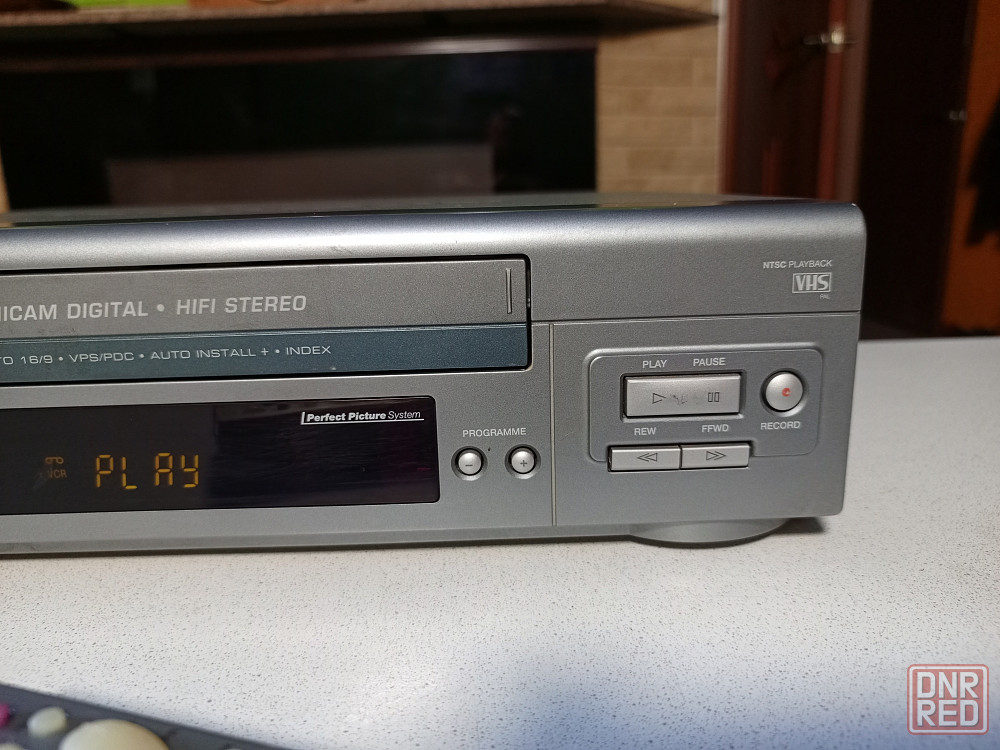 NTSC PLAYBACK
VHS
PAL
ICAM DIGITAL • HIFI STEREO
O 16/9 • VPS/PDC • AUTO INSTALL + • INDEX
PLAY PAUSE
Perfect Picture System
REW FFWD
RECORD
PROGRAMME
- +
VCR
PLAY
DNR
RED